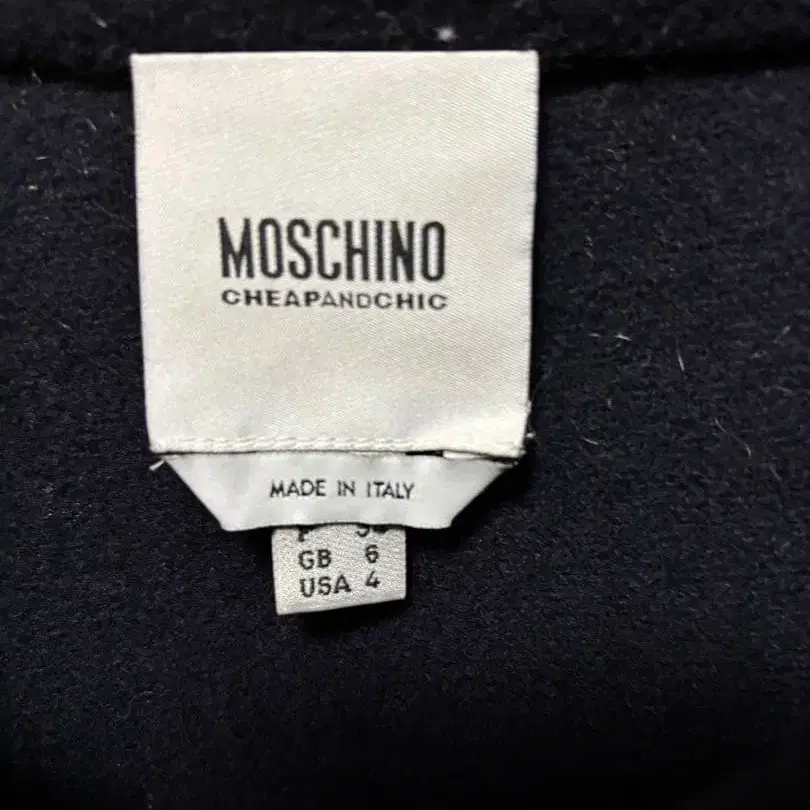 MOSCHINO
CHEAPANDCHIC
MADE IN ITALY
GB 6
USA 4